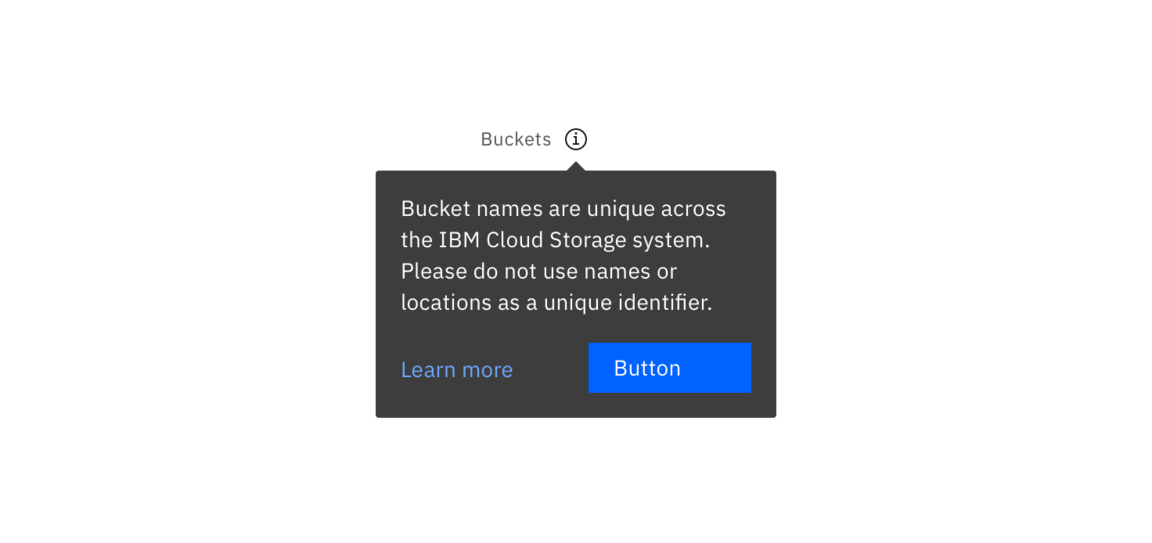 Buckets
Bucket names are unique across
the IBM Cloud Storage system.
Please do not use names or
locations as a unique identifier.
Learn more
Button